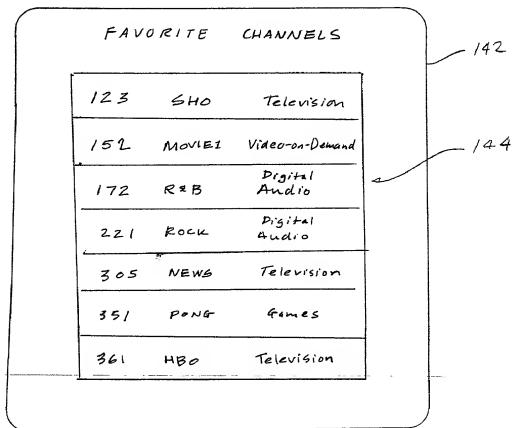 FAVORITE CHANNELS
142
123 SHO Television
152 MOVIE1 Video-on-Demand
144
172 R&B Digital Audio
221 ROCK Digital Audio
305 NEWS Television
351 PONG Games
361 HBO Television